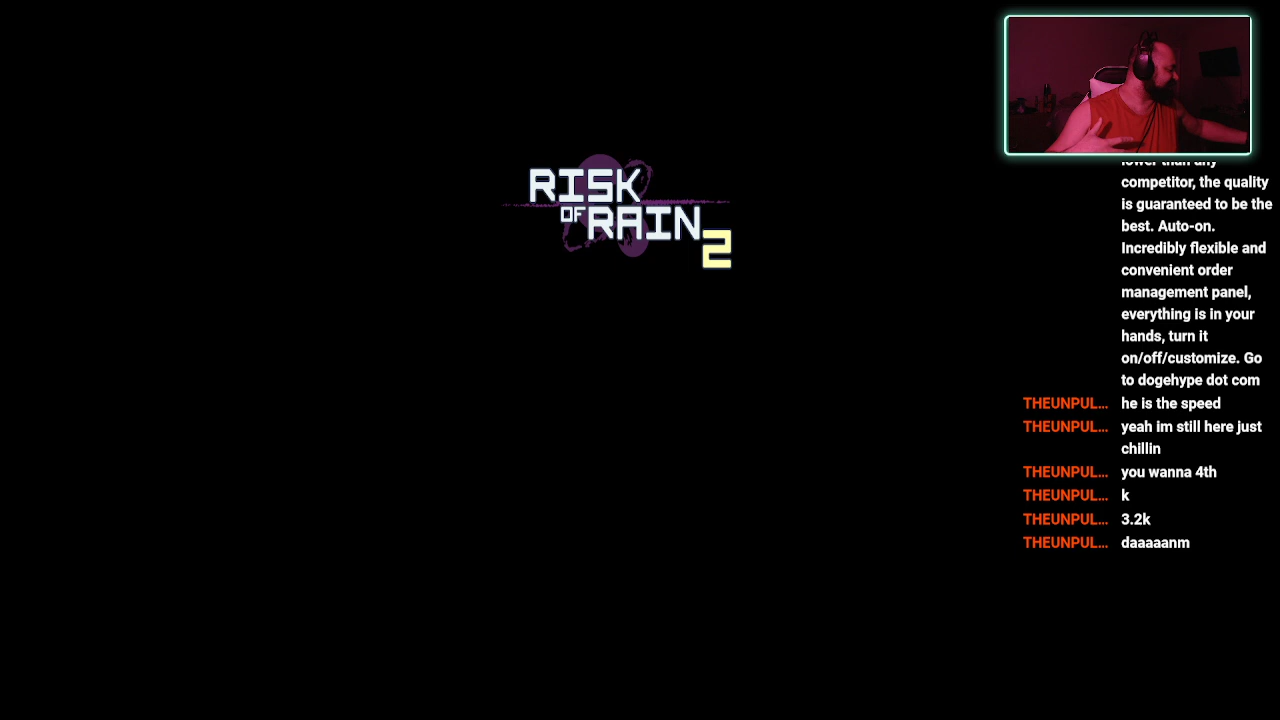 RISK
OF RAIN
2
lower than any
competitor, the quality
is guaranteed to be the
best. Auto-on.
Incredibly flexible and
convenient order
management panel,
everything is in your
hands, turn it
on/off/customize. Go
to dogehype dot com
THEUNPUL... he is the speed
THEUNPUL... yeah im still here just
chillin
THEUNPUL... you wanna 4th
THEUNPUL... k
THEUNPUL... 3.2k
THEUNPUL... daaaaanm